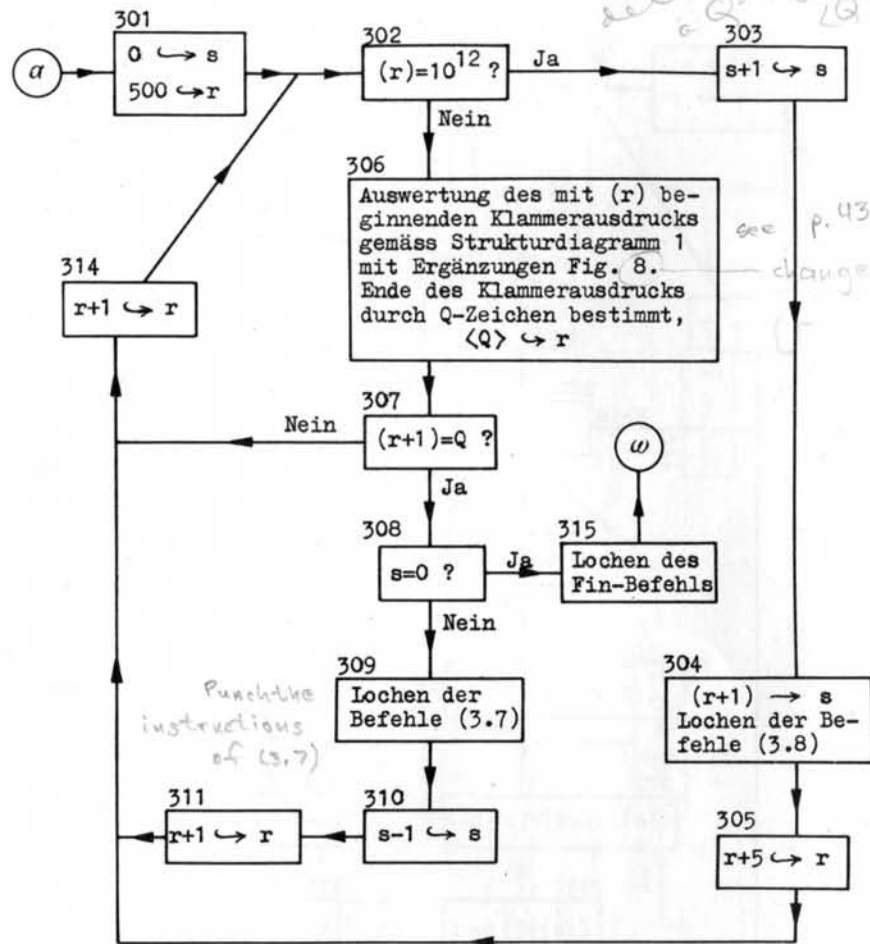 301
302
303
a
0 ↪ s
500 ↪ r
(r)=10¹² ?
Ja
s+1 ↪ s
Nein
306
Auswertung des mit (r) be-
ginnenden Klammerausdrucks
gemäss Strukturdiagramm 1
mit Ergänzungen Fig. 8.
Ende des Klammerausdrucks
durch Q-Zeichen bestimmt,
⟨Q⟩ ↪ r
see p. 43
change
314
r+1 ↪ r
307
Nein
(r+1)=Q ?
ω
Ja
308
315
s=0 ?
Ja
Lochen des
Fin-Befehls
Nein
309
304
Lochen der
Befehle (3.7)
(r+1) → s
Lochen der Be-
fehle (3.8)
Punch the
instructions
of (3.7)
311
310
305
r+1 ↪ r
s-1 ↪ s
r+5 ↪ r